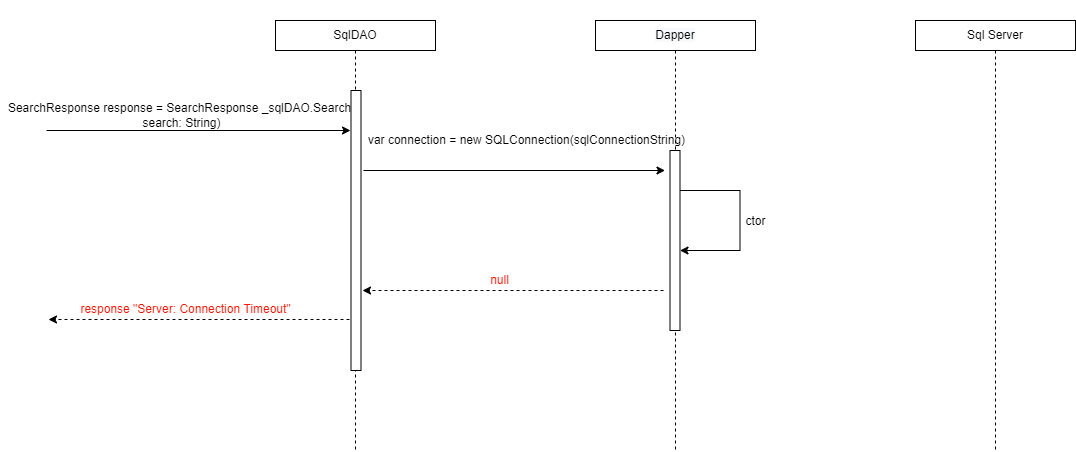 SqlDAO
Dapper
Sql Server
SearchResponse response = SearchResponse _sqlDAO.Search
search: String)
var connection = new SQLConnection(sqlConnectionString)
ctor
null
response "Server: Connection Timeout"